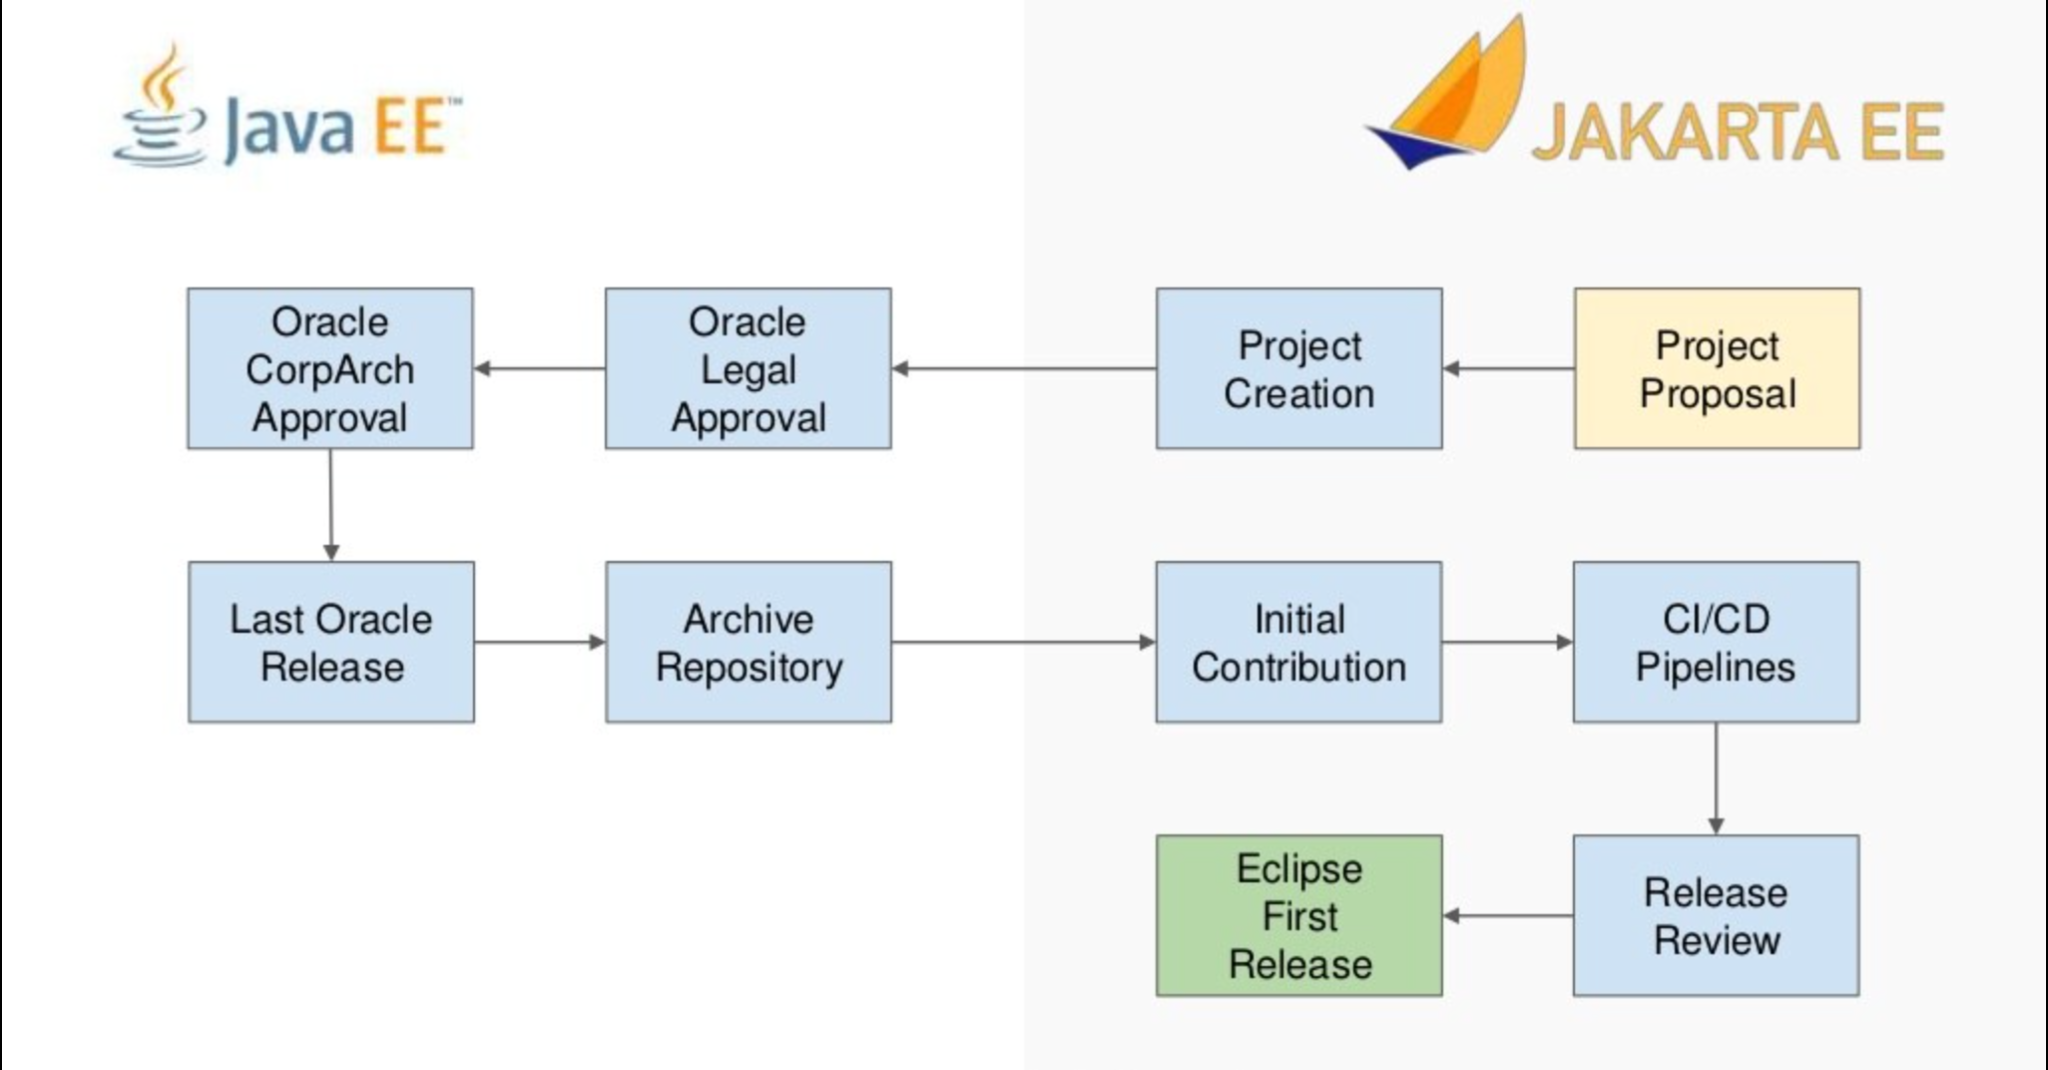 Java EE™
JAKARTA EE
Oracle
CorpArch
Approval
Oracle
Legal
Approval
Project
Creation
Project
Proposal
Last Oracle
Release
Archive
Repository
Initial
Contribution
CI/CD
Pipelines
Eclipse
First
Release
Release
Review